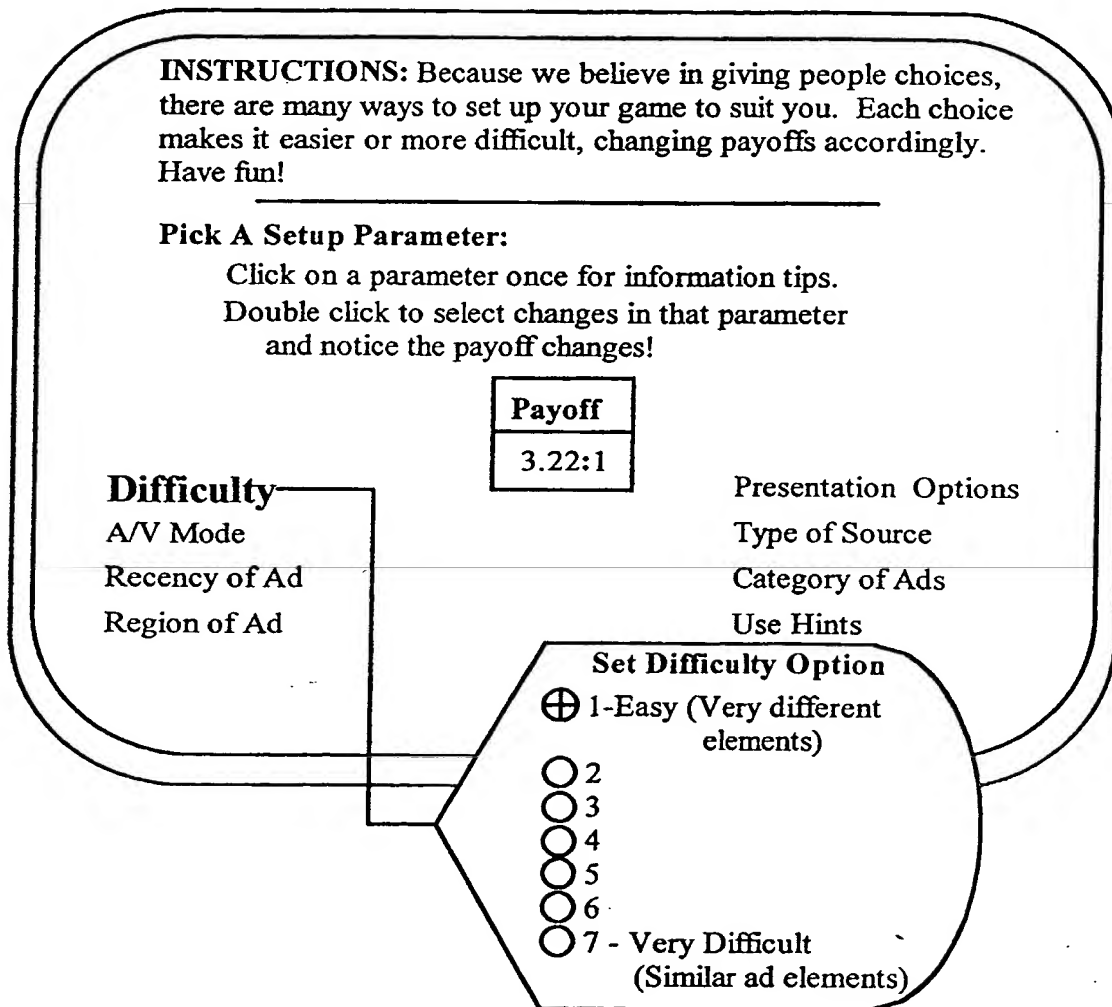 INSTRUCTIONS: Because we believe in giving people choices,
there are many ways to set up your game to suit you. Each choice
makes it easier or more difficult, changing payoffs accordingly.
Have fun!
Pick A Setup Parameter:
Click on a parameter once for information tips.
Double click to select changes in that parameter
and notice the payoff changes!
Payoff
3.22:1
Difficulty
A/V Mode
Recency of Ad
Region of Ad
Presentation Options
Type of Source
Category of Ads
Use Hints
Set Difficulty Option
1-Easy (Very different
elements)
2
3
4
5
6
7 - Very Difficult
(Similar ad elements)